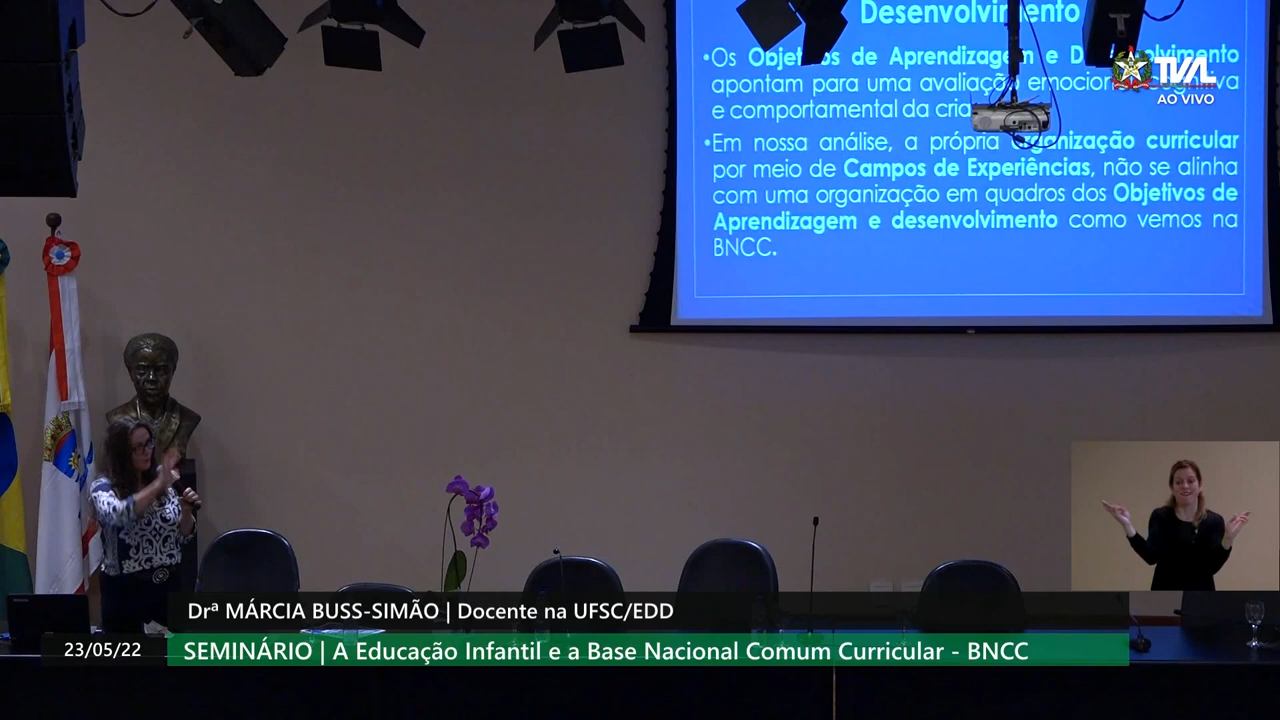 Desenvolvimento
•Os Objetivos de Aprendizagem e Desenvolvimento
apontam para uma avaliação emocional, cognitiva
e comportamental da
•Em nossa análise, a própria organização curricular
por meio de Campos de Experiências, não se alinha
com uma organização em quadros dos Objetivos de
Aprendizagem e desenvolvimento como vemos na
BNCC.
TVAL
AO VIVO
Drª MÁRCIA BUSS-SIMÃO | Docente na UFSC/EDD
23/05/22
SEMINÁRIO | A Educação Infantil e a Base Nacional Comum Curricular - BNCC